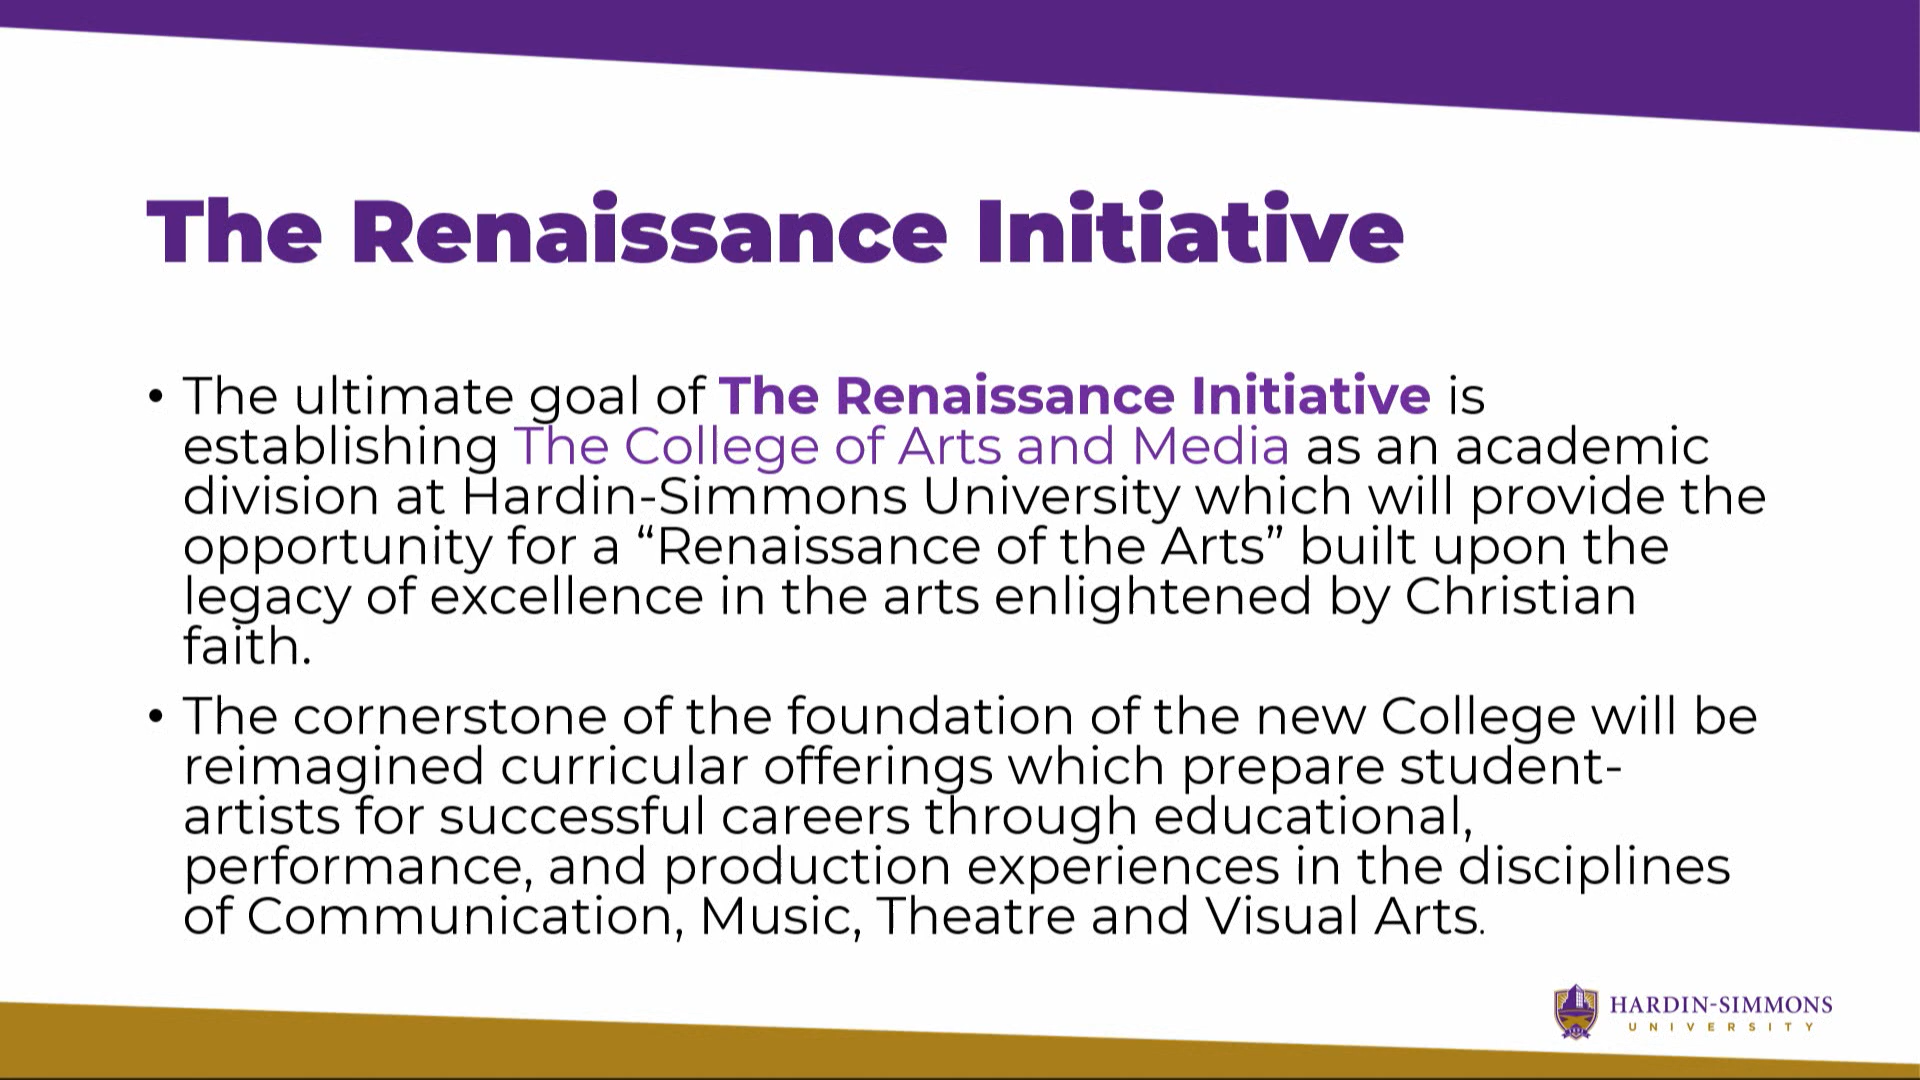 The Renaissance Initiative
• The ultimate goal of The Renaissance Initiative is
establishing The College of Arts and Media as an academic
division at Hardin-Simmons University which will provide the
opportunity for a “Renaissance of the Arts” built upon the
legacy of excellence in the arts enlightened by Christian
faith.
• The cornerstone of the foundation of the new College will be
reimagined curricular offerings which prepare student-
artists for successful careers through educational,
performance, and production experiences in the disciplines
of Communication, Music, Theatre and Visual Arts.
HARDIN-SIMMONS
UNIVERSITY